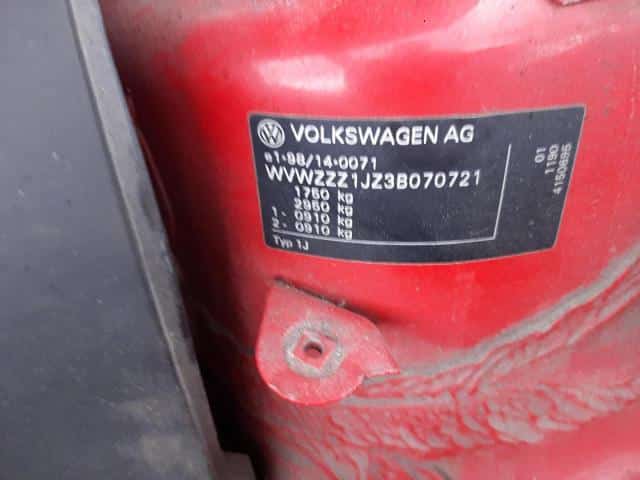 VOLKSWAGEN AG
e1*98/14*0071
WVWZZZ1JZ3B070721
1750 kg
2950 kg
1 - 0910 kg
2 - 0910 kg
Typ 1J
01
1190
4150895